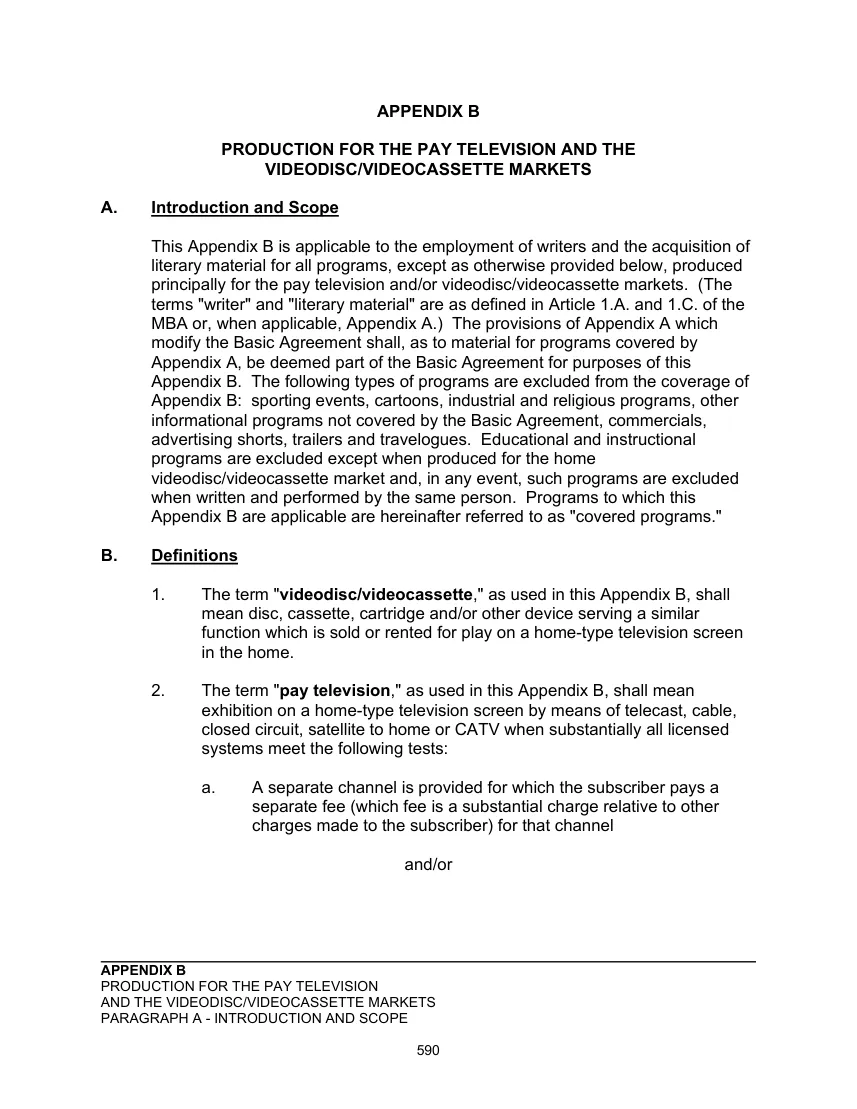 APPENDIX B
PRODUCTION FOR THE PAY TELEVISION AND THE
VIDEODISC/VIDEOCASSETTE MARKETS
A. Introduction and Scope
This Appendix B is applicable to the employment of writers and the acquisition of
literary material for all programs, except as otherwise provided below, produced
principally for the pay television and/or videodisc/videocassette markets. (The
terms "writer" and "literary material" are as defined in Article 1.A. and 1.C. of the
MBA or, when applicable, Appendix A.) The provisions of Appendix A which
modify the Basic Agreement shall, as to material for programs covered by
Appendix A, be deemed part of the Basic Agreement for purposes of this
Appendix B. The following types of programs are excluded from the coverage of
Appendix B: sporting events, cartoons, industrial and religious programs, other
informational programs not covered by the Basic Agreement, commercials,
advertising shorts, trailers and travelogues. Educational and instructional
programs are excluded except when produced for the home
videodisc/videocassette market and, in any event, such programs are excluded
when written and performed by the same person. Programs to which this
Appendix B are applicable are hereinafter referred to as "covered programs."
B. Definitions
1. The term "videodisc/videocassette," as used in this Appendix B, shall
mean disc, cassette, cartridge and/or other device serving a similar
function which is sold or rented for play on a home-type television screen
in the home.
2. The term "pay television," as used in this Appendix B, shall mean
exhibition on a home-type television screen by means of telecast, cable,
closed circuit, satellite to home or CATV when substantially all licensed
systems meet the following tests:
a. A separate channel is provided for which the subscriber pays a
separate fee (which fee is a substantial charge relative to other
charges made to the subscriber) for that channel
and/or
APPENDIX B
PRODUCTION FOR THE PAY TELEVISION
AND THE VIDEODISC/VIDEOCASSETTE MARKETS
PARAGRAPH A - INTRODUCTION AND SCOPE
590